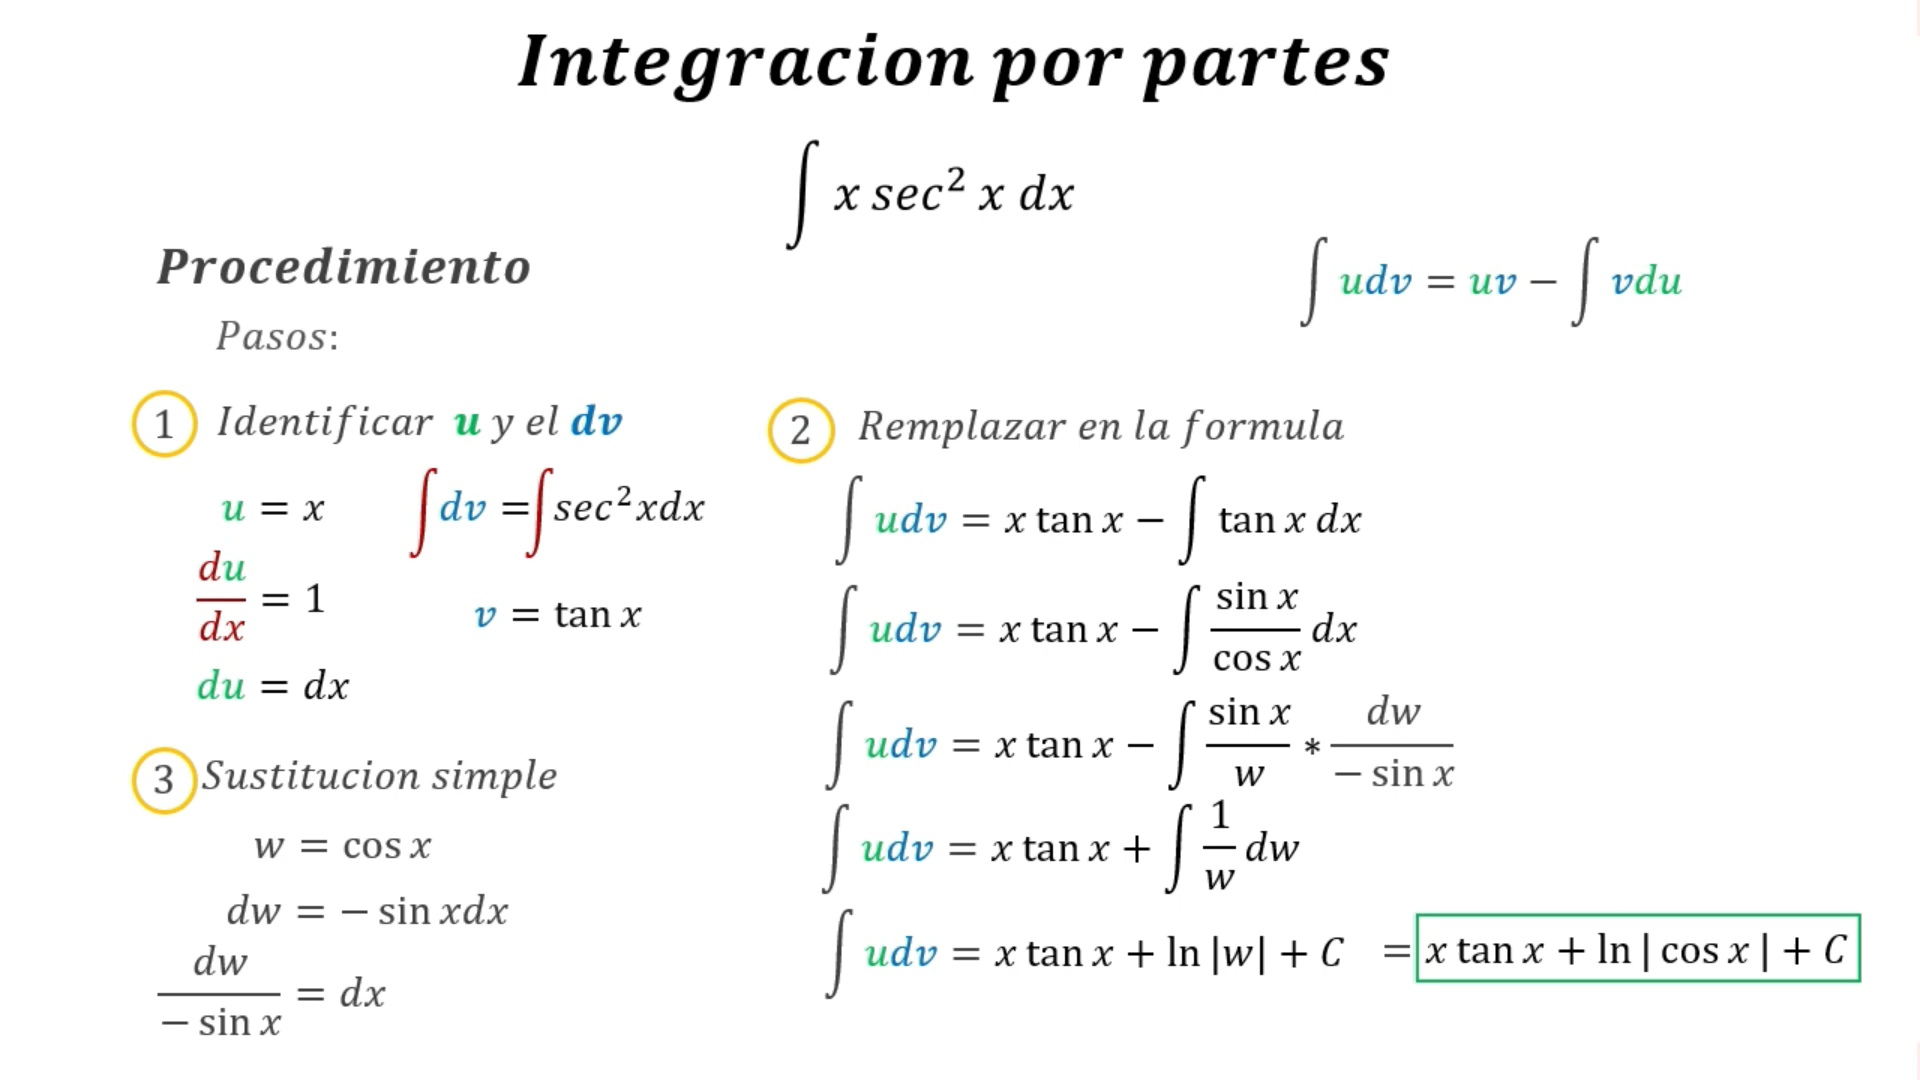 Integracion por partes
∫ x sec² x dx
Procedimiento
∫ udv = uv − ∫ vdu
Pasos:
1 Identificar u y el dv
u = x ∫ dv = ∫ sec² xdx
du/dx = 1 v = tan x
du = dx
2 Remplazar en la formula
∫ udv = x tan x − ∫ tan x dx
∫ udv = x tan x − ∫ sin x/cos x dx
∫ udv = x tan x − ∫ sin x/w * dw/− sin x
∫ udv = x tan x + ∫ 1/w dw
∫ udv = x tan x + ln |w| + C = x tan x + ln | cos x | + C
3 Sustitucion simple
w = cos x
dw = − sin xdx
dw/− sin x = dx